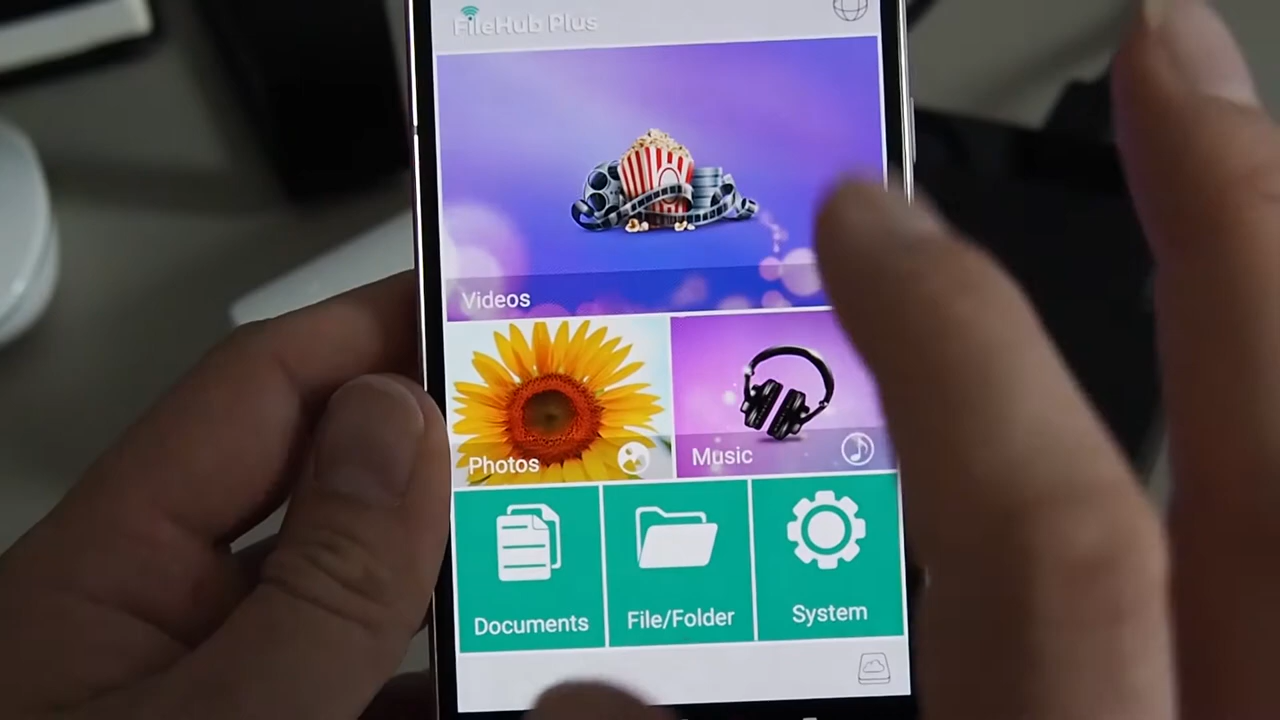 FileHub Plus
Videos
Photos
Music
Documents
File/Folder
System